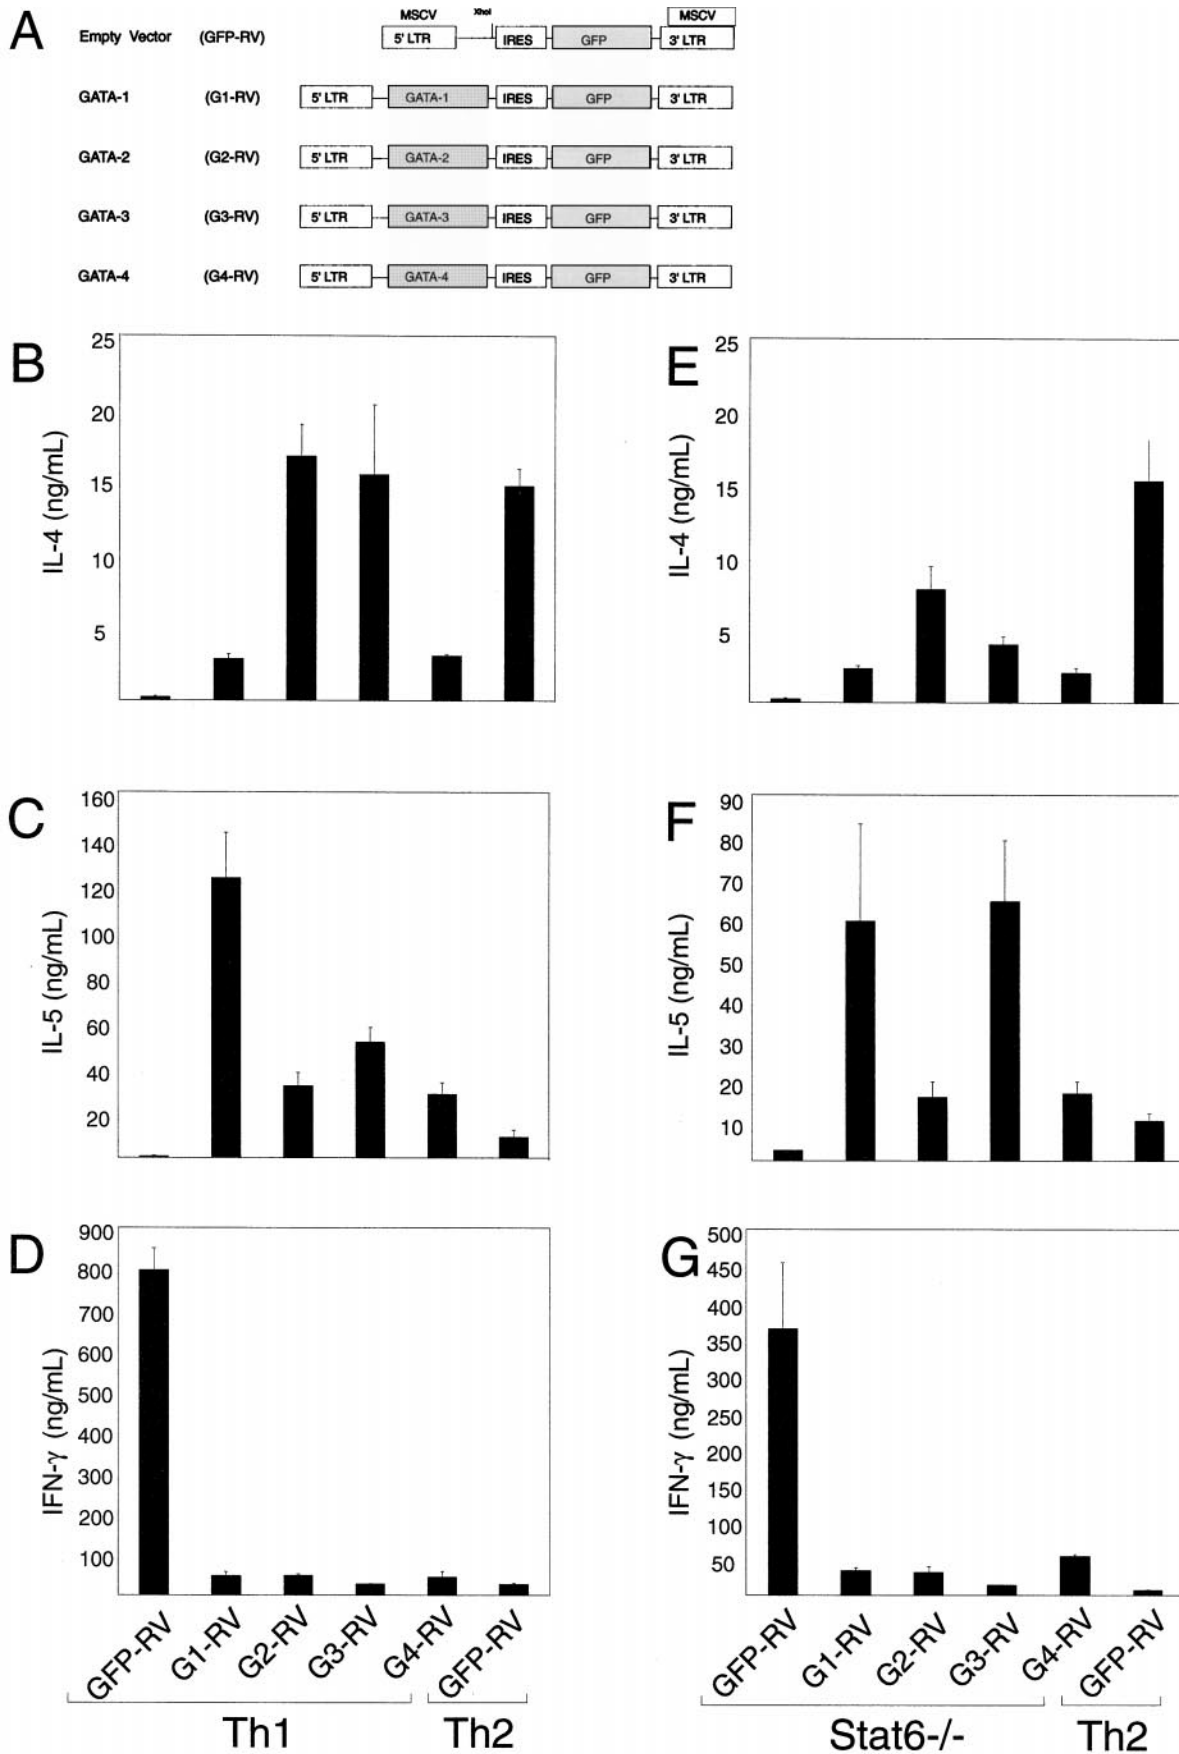 A
MSCV XhoI MSCV
Empty Vector (GFP-RV) 5' LTR IRES GFP 3' LTR
GATA-1 (G1-RV) 5' LTR GATA-1 IRES GFP 3' LTR
GATA-2 (G2-RV) 5' LTR GATA-2 IRES GFP 3' LTR
GATA-3 (G3-RV) 5' LTR GATA-3 IRES GFP 3' LTR
GATA-4 (G4-RV) 5' LTR GATA-4 IRES GFP 3' LTR
B
IL-4 (ng/mL)
25
20
15
10
5
E
IL-4 (ng/mL)
25
20
15
10
5
C
IL-5 (ng/mL)
160
140
120
100
80
60
40
20
F
IL-5 (ng/mL)
90
80
70
60
50
40
30
20
10
D
IFN-γ (ng/mL)
900
800
700
600
500
400
300
200
100
GFP-RV G1-RV G2-RV G3-RV G4-RV GFP-RV
Th1 Th2
G
IFN-γ (ng/mL)
500
450
400
350
300
250
200
150
100
50
GFP-RV G1-RV G2-RV G3-RV G4-RV GFP-RV
Stat6-/- Th2